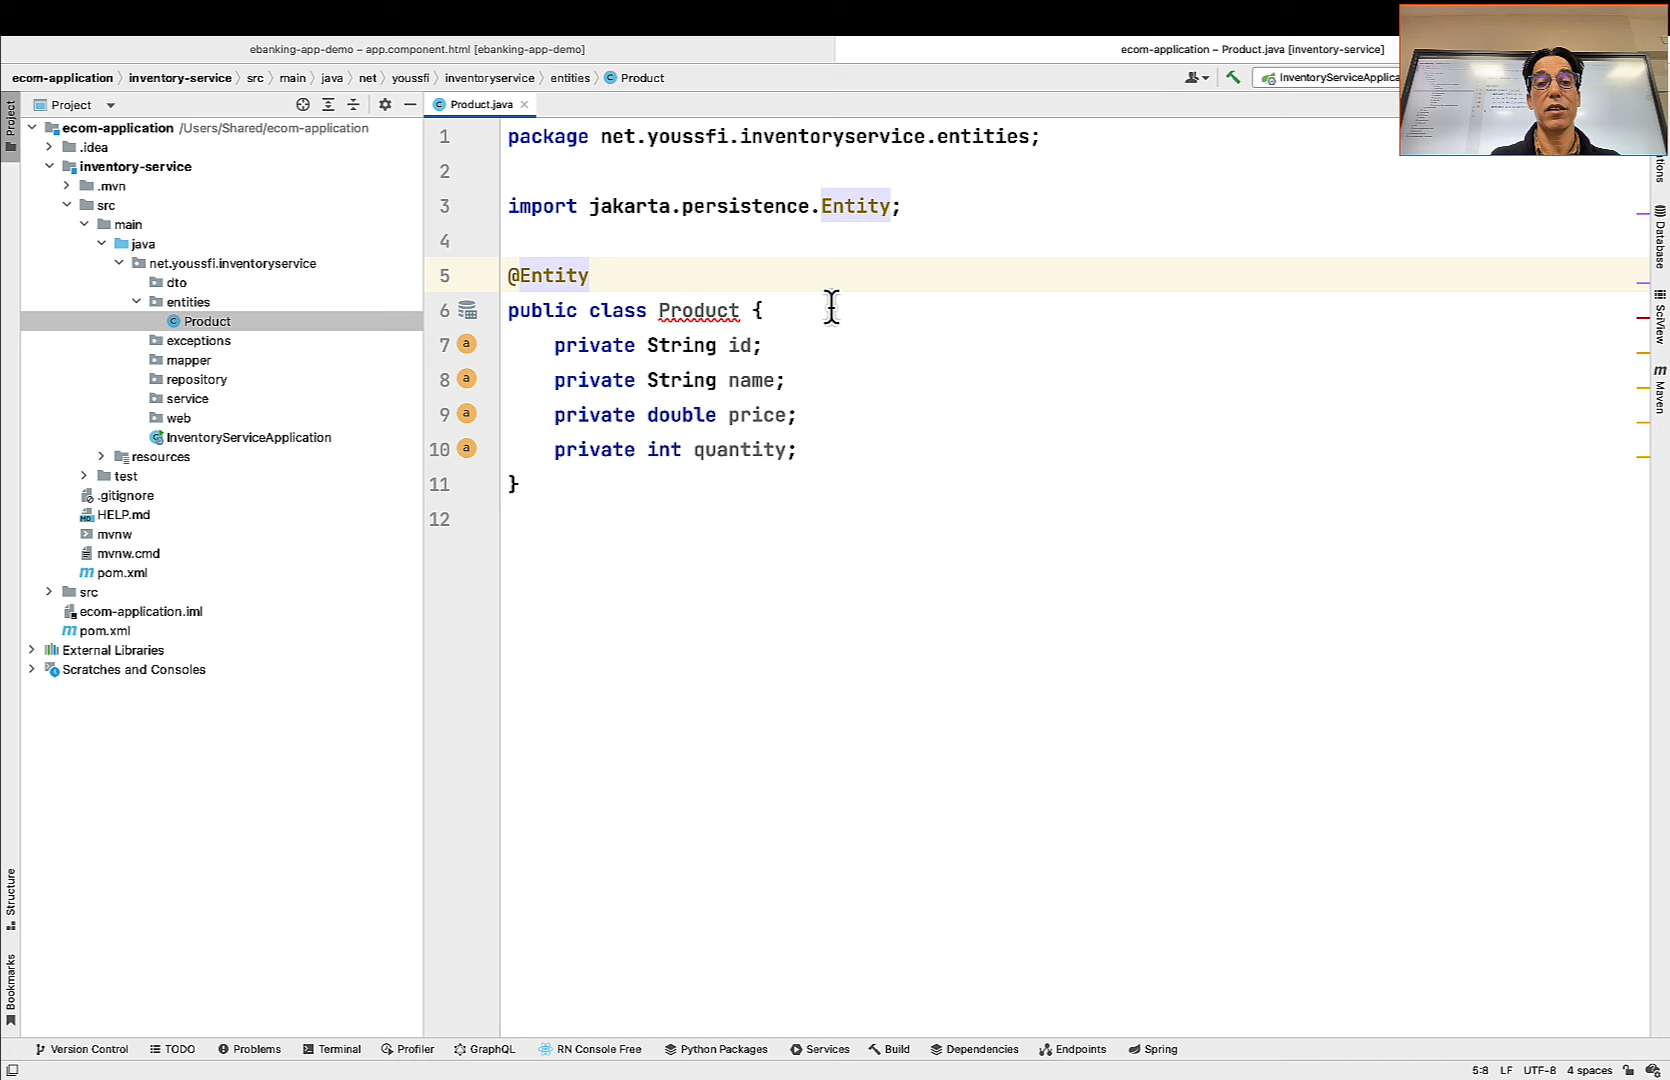 ebanking-app-demo – app.component.html [ebanking-app-demo]
ecom-application – Product.java [inventory-service]
ecom-application inventory-service src main java net youssfi inventoryservice entities Product
InventoryServiceApplica
Project
Product.java
Project
ecom-application /Users/Shared/ecom-application
.idea
inventory-service
.mvn
src
main
java
net.youssfi.inventoryservice
dto
entities
Product
exceptions
mapper
repository
service
web
InventoryServiceApplication
resources
test
.gitignore
HELP.md
mvnw
mvnw.cmd
pom.xml
src
ecom-application.iml
pom.xml
External Libraries
Scratches and Consoles
1 package net.youssfi.inventoryservice.entities;
2
3 import jakarta.persistence.Entity;
4
5 @Entity
6 public class Product {
7 private String id;
8 private String name;
9 private double price;
10 private int quantity;
11 }
12
Database
SciView
Maven
Structure
Bookmarks
Version Control TODO Problems Terminal Profiler GraphQL RN Console Free Python Packages Services Build Dependencies Endpoints Spring
5:8 LF UTF-8 4 spaces